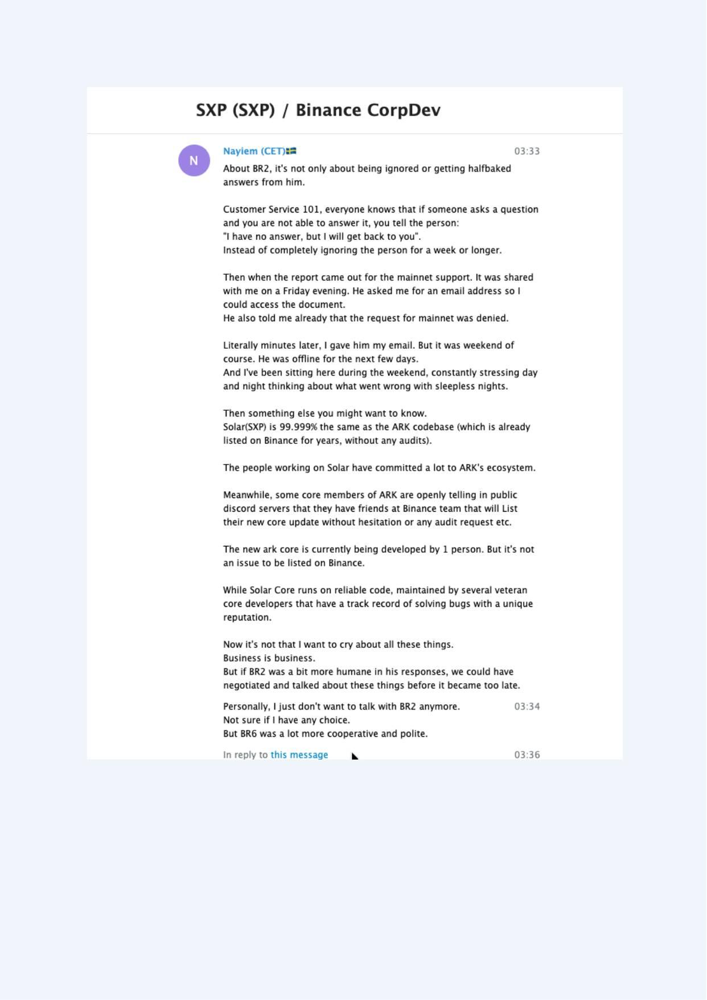 SXP (SXP) / Binance CorpDev
N
Nayiem (CET)🇸🇪 03:33
About BR2, it's not only about being ignored or getting halfbaked
answers from him.
Customer Service 101, everyone knows that if someone asks a question
and you are not able to answer it, you tell the person:
"I have no answer, but I will get back to you".
Instead of completely ignoring the person for a week or longer.
Then when the report came out for the mainnet support. It was shared
with me on a Friday evening. He asked me for an email address so I
could access the document.
He also told me already that the request for mainnet was denied.
Literally minutes later, I gave him my email. But it was weekend of
course. He was offline for the next few days.
And I've been sitting here during the weekend, constantly stressing day
and night thinking about what went wrong with sleepless nights.
Then something else you might want to know.
Solar(SXP) is 99.999% the same as the ARK codebase (which is already
listed on Binance for years, without any audits).
The people working on Solar have committed a lot to ARK's ecosystem.
Meanwhile, some core members of ARK are openly telling in public
discord servers that they have friends at Binance team that will List
their new core update without hesitation or any audit request etc.
The new ark core is currently being developed by 1 person. But it's not
an issue to be listed on Binance.
While Solar Core runs on reliable code, maintained by several veteran
core developers that have a track record of solving bugs with a unique
reputation.
Now it's not that I want to cry about all these things.
Business is business.
But if BR2 was a bit more humane in his responses, we could have
negotiated and talked about these things before it became too late.
Personally, I just don't want to talk with BR2 anymore. 03:34
Not sure if I have any choice.
But BR6 was a lot more cooperative and polite.
In reply to this message 03:36